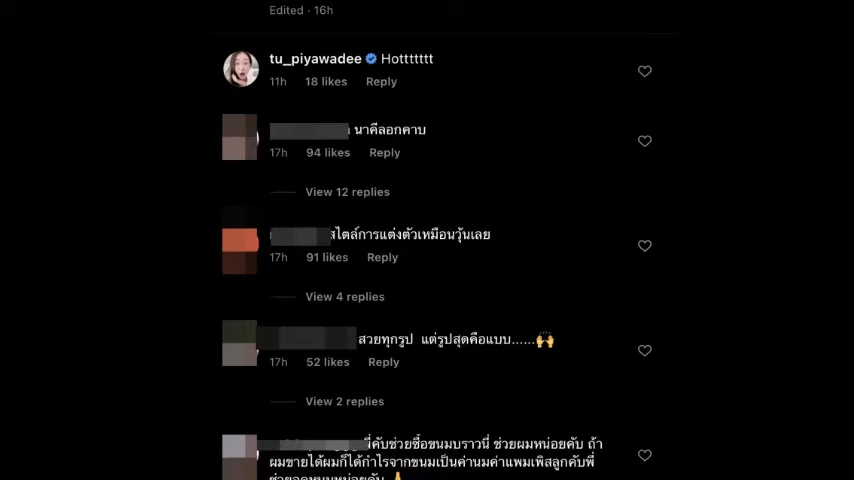 Edited · 16h
tu_piyawadee Hottttttt
11h 18 likes Reply
นาคีลอกคาบ
17h 94 likes Reply
View 12 replies
สไตล์การแต่งตัวเหมือนวุ้นเลย
17h 91 likes Reply
View 4 replies
สวยทุกรูป แต่รูปสุดคือแบบ......🙌
17h 52 likes Reply
View 2 replies
พี่คับช่วยซื้อขนมบราวนี่ ช่วยผมหน่อยคับ ถ้า
ผมขายได้ผมก็ได้กำไรจากขนมเป็นค่านมค่าแพมเพิสลูกคับพี่